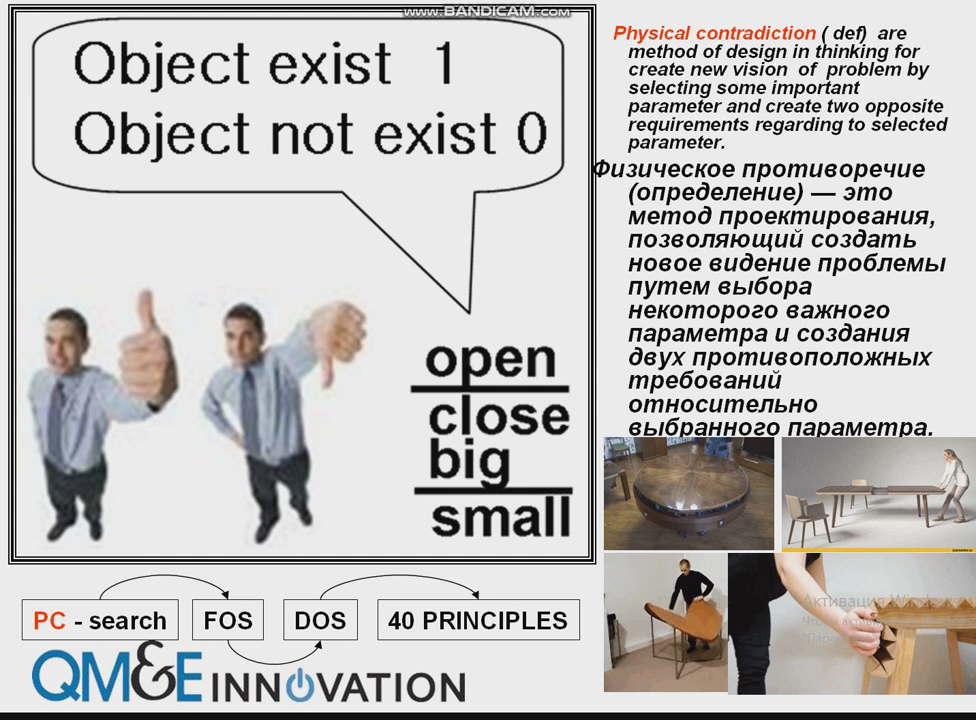 www.BANDICAM.com
Object exist 1
Object not exist 0
open
close
big
small
Physical contradiction ( def) are
method of design in thinking for
create new vision of problem by
selecting some important
parameter and create two opposite
requirements regarding to selected
parameter.
Физическое противоречие
(определение) — это
метод проектирования,
позволяющий создать
новое видение проблемы
путем выбора
некоторого важного
параметра и создания
двух противоположных
требований
относительно
выбранного параметра.
Активация Windows
PC - search
FOS
DOS
40 PRINCIPLES
QM&E INNOVATION